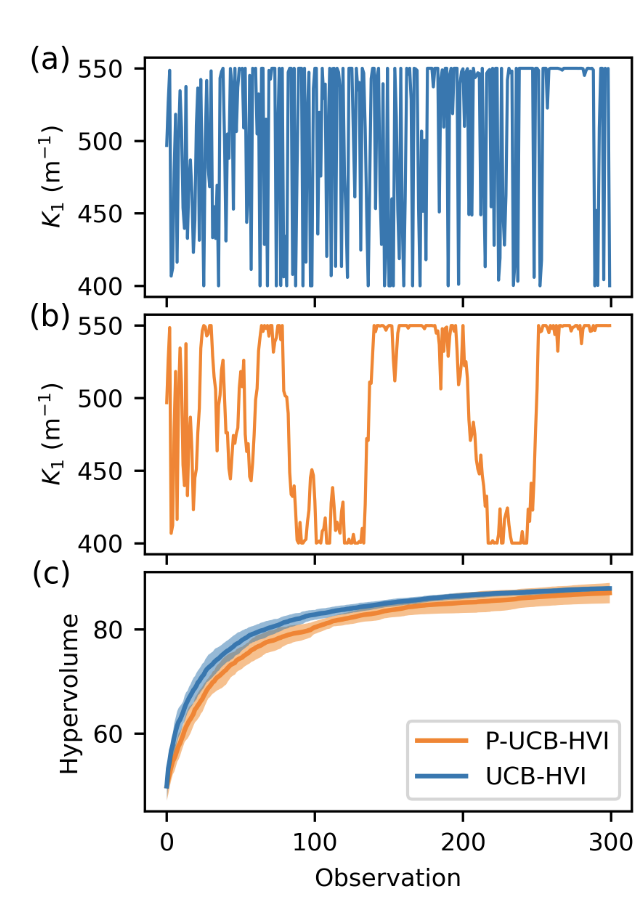 (a)
550
500
450
400
K₁ (m⁻¹)
(b)
550
500
450
400
K₁ (m⁻¹)
(c)
80
60
Hypervolume
P-UCB-HVI
UCB-HVI
0 100 200 300
Observation